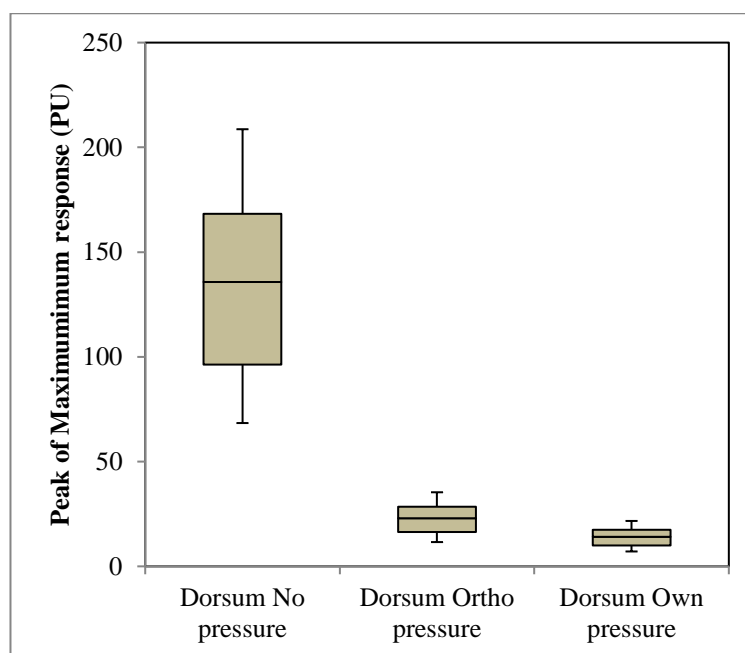 Peak of Maximumimum response (PU)
250
200
150
100
50
0
Dorsum No
pressure
Dorsum Ortho
pressure
Dorsum Own
pressure